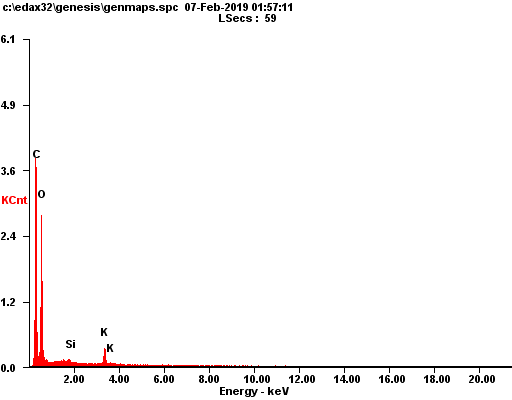 c:\edax32\genesis\genmaps.spc 07-Feb-2019 01:57:11
LSecs : 59
6.1
4.9
3.6
C
O
KCnt
2.4
1.2
K
Si
K
0.0
2.00 4.00 6.00 8.00 10.00 12.00 14.00 16.00 18.00 20.00
Energy - keV